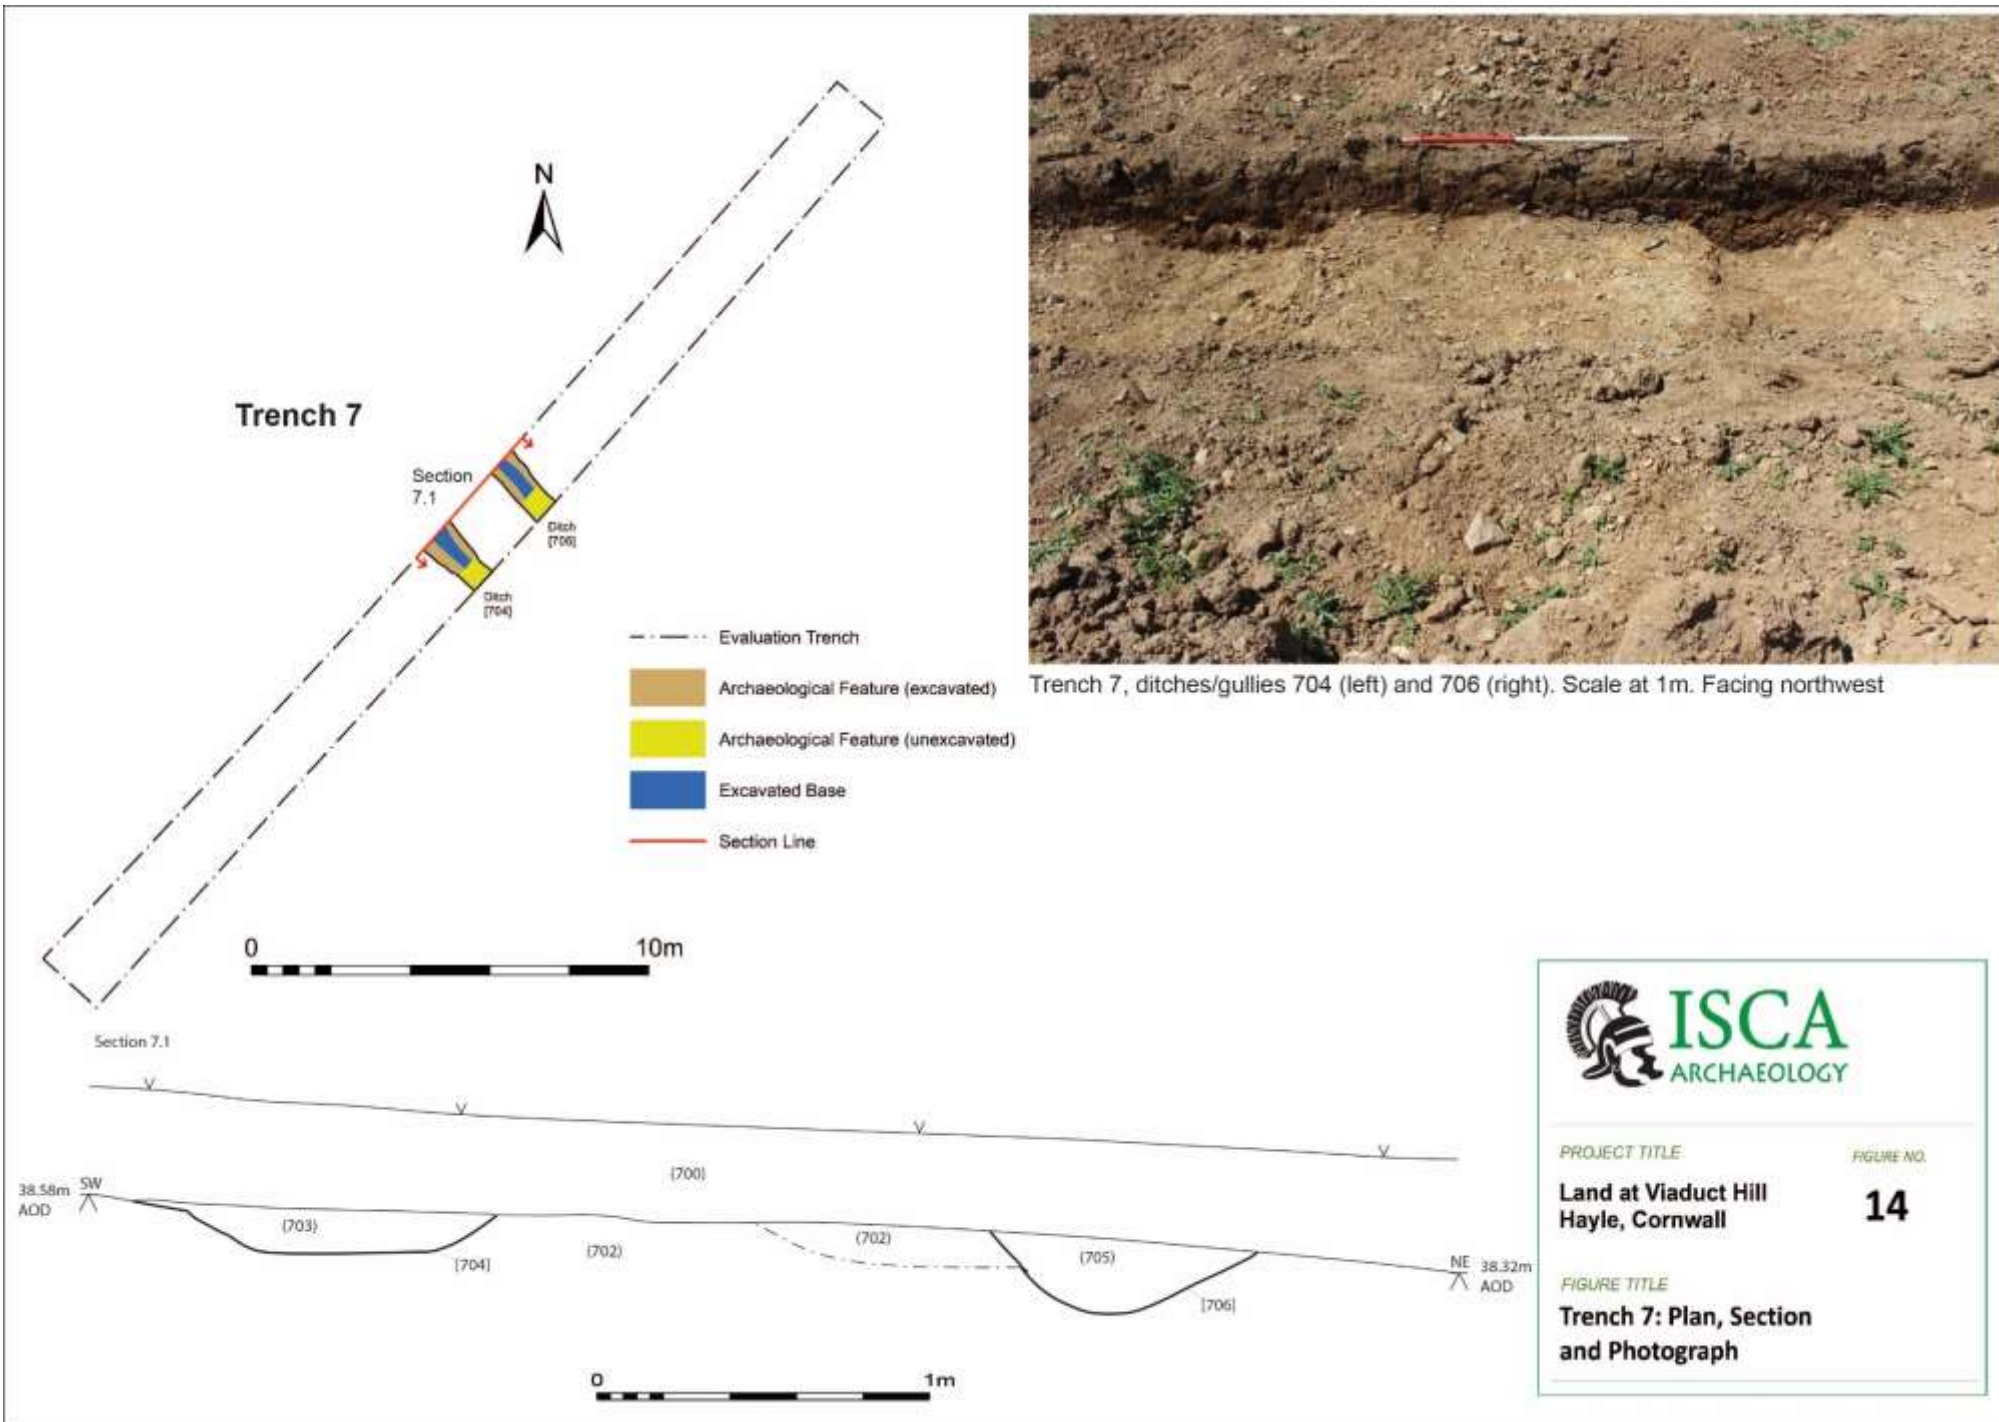 N
Trench 7
Section
7.1
Ditch
[706]
Ditch
[704]
Evaluation Trench
Archaeological Feature (excavated)
Archaeological Feature (unexcavated)
Excavated Base
Section Line
0 10m
Trench 7, ditches/gullies 704 (left) and 706 (right). Scale at 1m. Facing northwest
Section 7.1
(700)
38.58m SW
AOD
(703)
[704]
(702)
(702)
(705)
[706]
NE 38.32m
AOD
0 1m
ISCA
ARCHAEOLOGY
PROJECT TITLE
Land at Viaduct Hill
Hayle, Cornwall
FIGURE NO.
14
FIGURE TITLE
Trench 7: Plan, Section
and Photograph